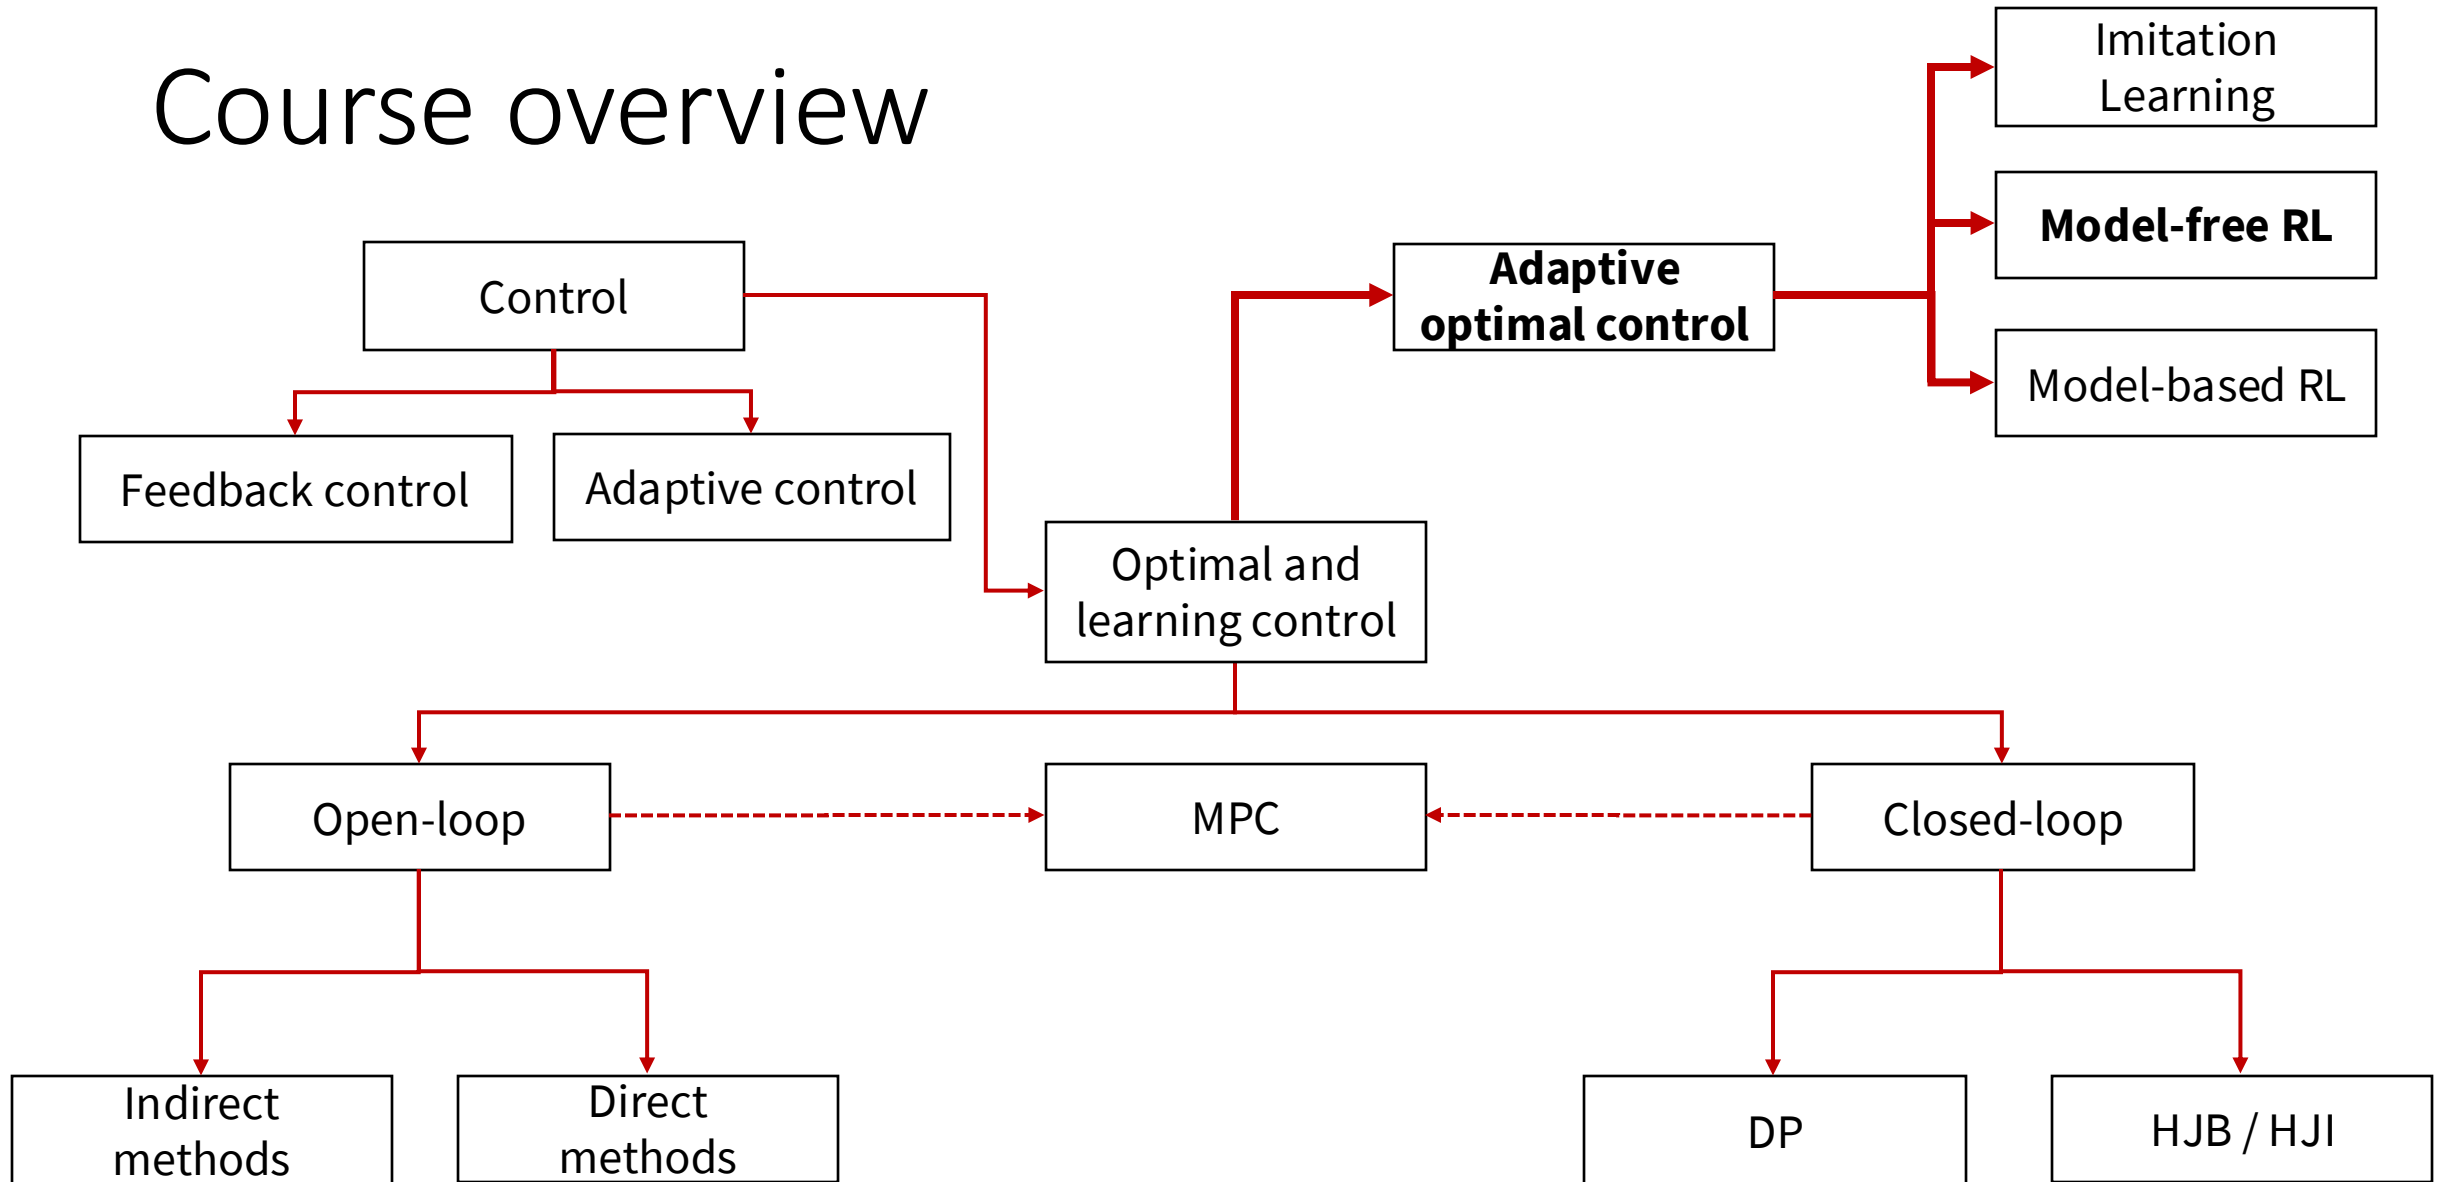 Course overview
Imitation
Learning
Model-free RL
Adaptive
optimal control
Model-based RL
Control
Feedback control
Adaptive control
Optimal and
learning control
Open-loop
MPC
Closed-loop
Indirect
methods
Direct
methods
DP
HJB / HJI